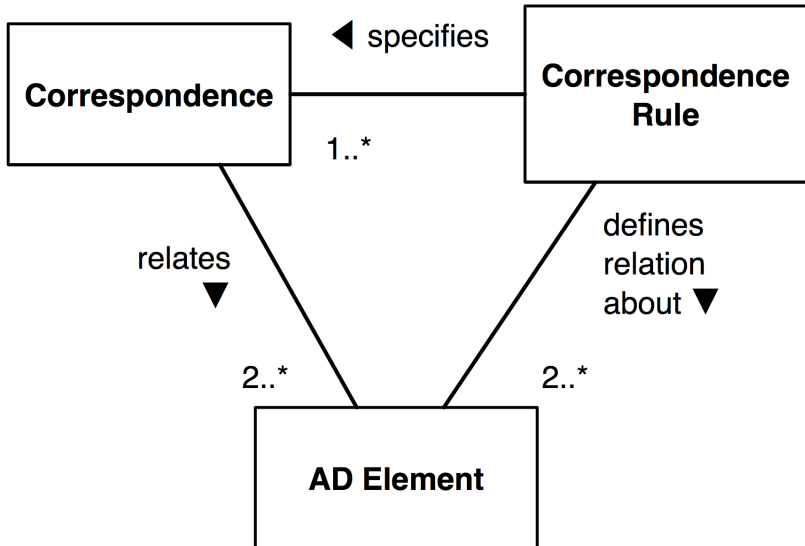 ◀ specifies
Correspondence
Correspondence
Rule
1..*
relates
▼
defines
relation
about ▼
2..*
2..*
AD Element